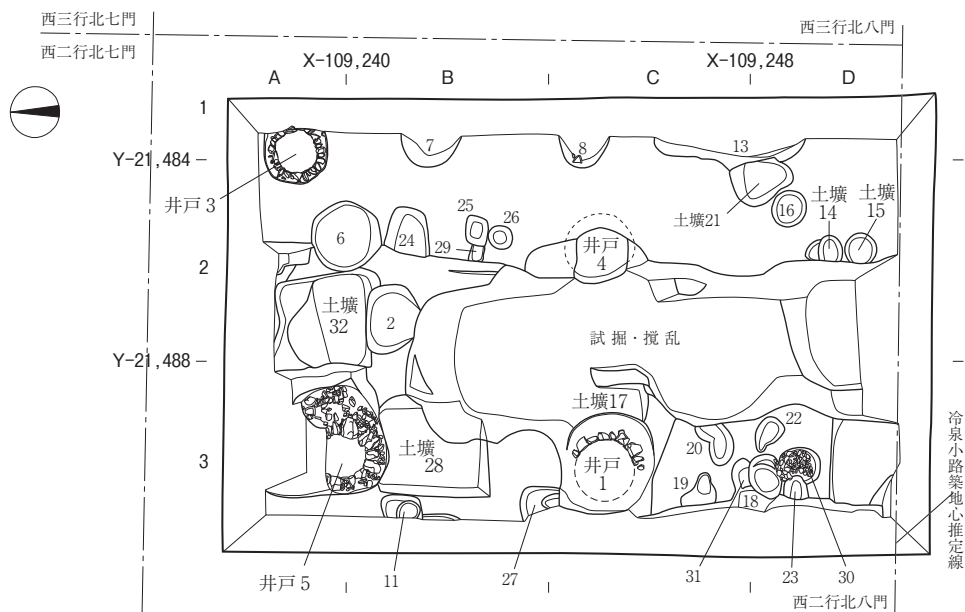 西三行北七門
西三行北八門
西二行北七門
X-109,240
X-109,248
A
B
C
D
1
7
8
13
Y-21,484
井戸 3
土壙21
16
土壙
14
土壙
15
25
26
6
24
29
井戸
4
2
土壙
32
2
試掘・撹乱
Y-21,488
土壙17
3
土壙
28
井戸
1
20
22
19
18
冷泉小路築地心推定線
井戸 5
11
27
31
23
30
西二行北八門